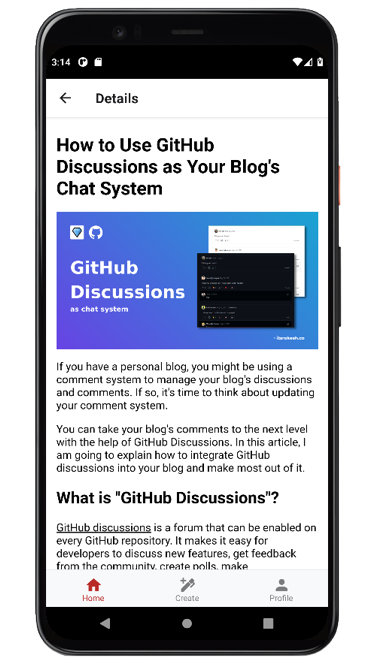 3:14
Details
How to Use GitHub
Discussions as Your Blog's
Chat System
GitHub
Discussions
as chat system
If you have a personal blog, you might be using a
comment system to manage your blog's discussions
and comments. If so, it's time to think about updating
your comment system.
You can take your blog's comments to the next level
with the help of GitHub Discussions. In this article, I
am going to explain how to integrate GitHub
discussions into your blog and make most out of it.
What is "GitHub Discussions"?
GitHub discussions is a forum that can be enabled on
every GitHub repository. It makes it easy for
developers to discuss new features, get feedback
from the community, create polls, make
Home
Create
Profile